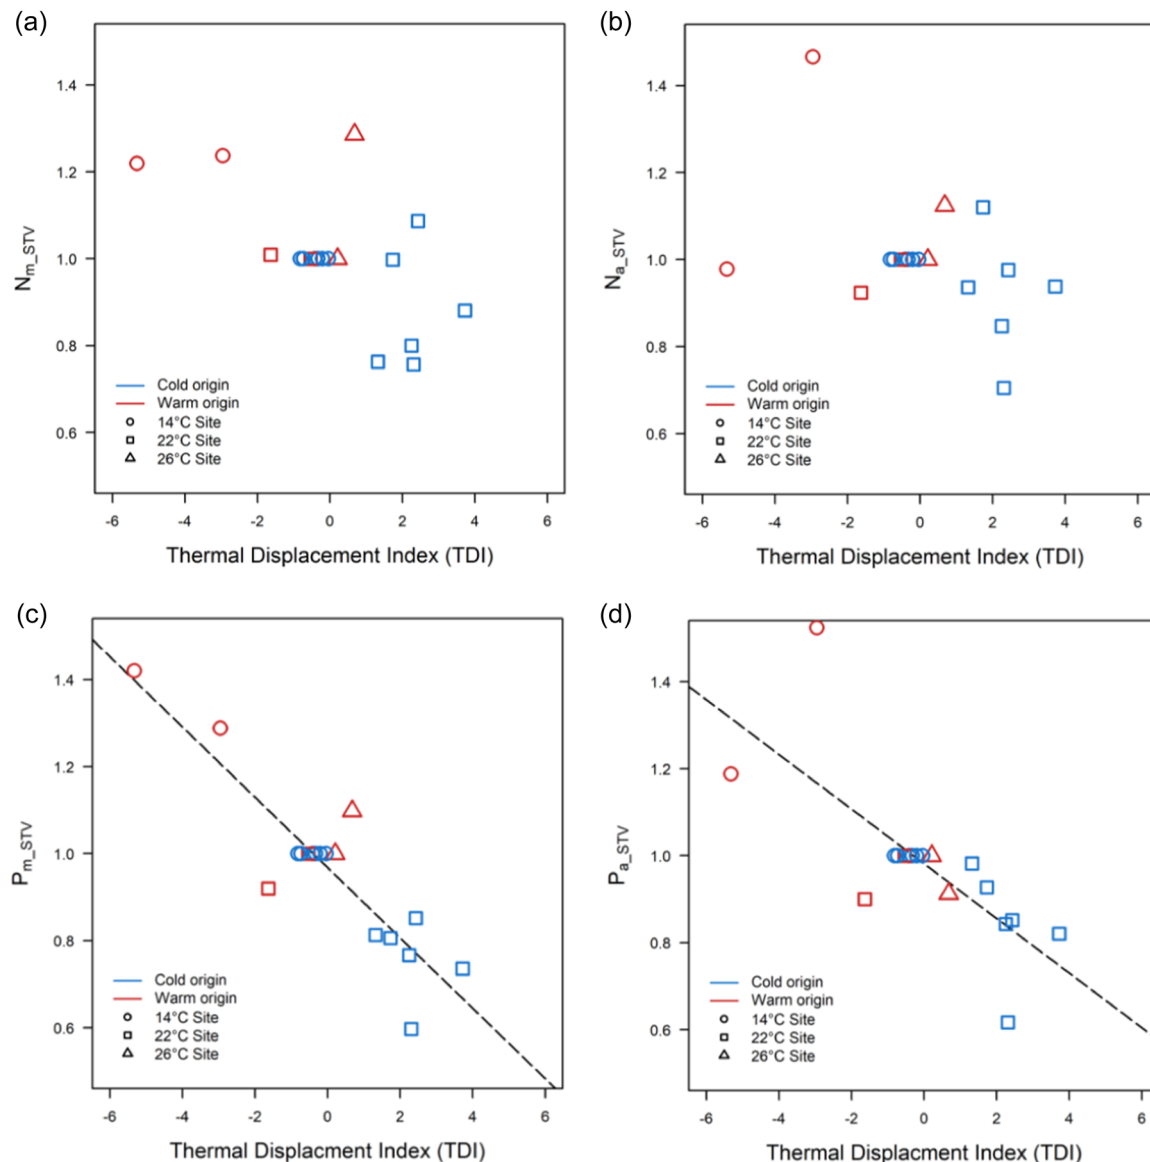 (a)
1.4
1.2
1.0
0.8
0.6
Nm_STV
Cold origin
Warm origin
14°C Site
22°C Site
26°C Site
-6 -4 -2 0 2 4 6
Thermal Displacement Index (TDI)
(b)
1.4
1.2
1.0
0.8
0.6
Na_STV
Cold origin
Warm origin
14°C Site
22°C Site
26°C Site
-6 -4 -2 0 2 4 6
Thermal Displacement Index (TDI)
(c)
1.4
1.2
1.0
0.8
0.6
Pm_STV
Cold origin
Warm origin
14°C Site
22°C Site
26°C Site
-6 -4 -2 0 2 4 6
Thermal Displacement Index (TDI)
(d)
1.4
1.2
1.0
0.8
0.6
Pa_STV
Cold origin
Warm origin
14°C Site
22°C Site
26°C Site
-6 -4 -2 0 2 4 6
Thermal Displacement Index (TDI)